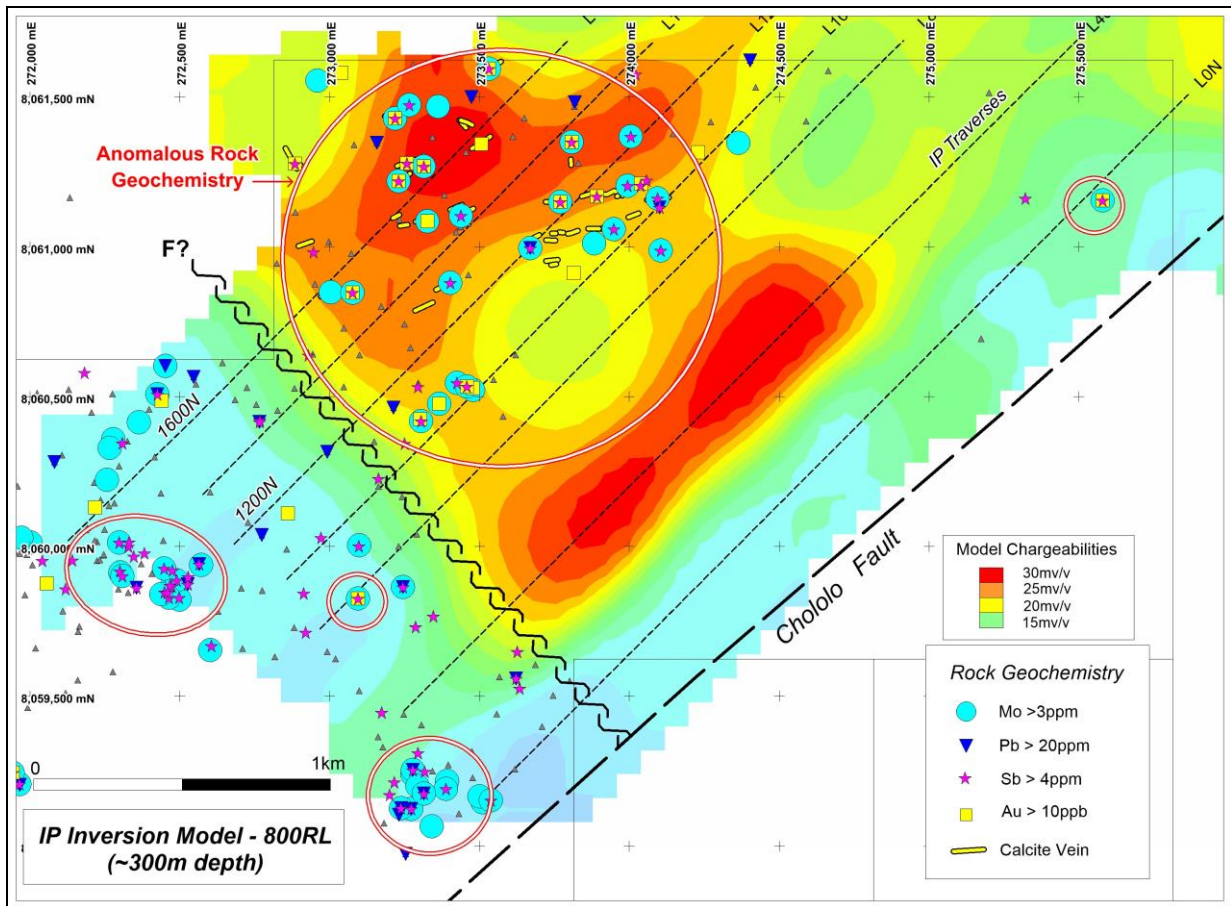 272,000 mE
272,500 mE
273,000 mE
273,500 mE
274,000 mE
274,500 mE
275,000 mE
275,500 mE
L0N
8,061,500 mN
Anomalous Rock
Geochemistry
IP Traverses
8,061,000 mN
F?
8,060,500 mN
1600N
1200N
8,060,000 mN
8,059,500 mN
Chololo Fault
Model Chargeabilities
30mv/v
25mv/v
20mv/v
15mv/v
Rock Geochemistry
Mo >3ppm
Pb > 20ppm
Sb > 4ppm
Au > 10ppb
Calcite Vein
0
1km
IP Inversion Model - 800RL
(~300m depth)